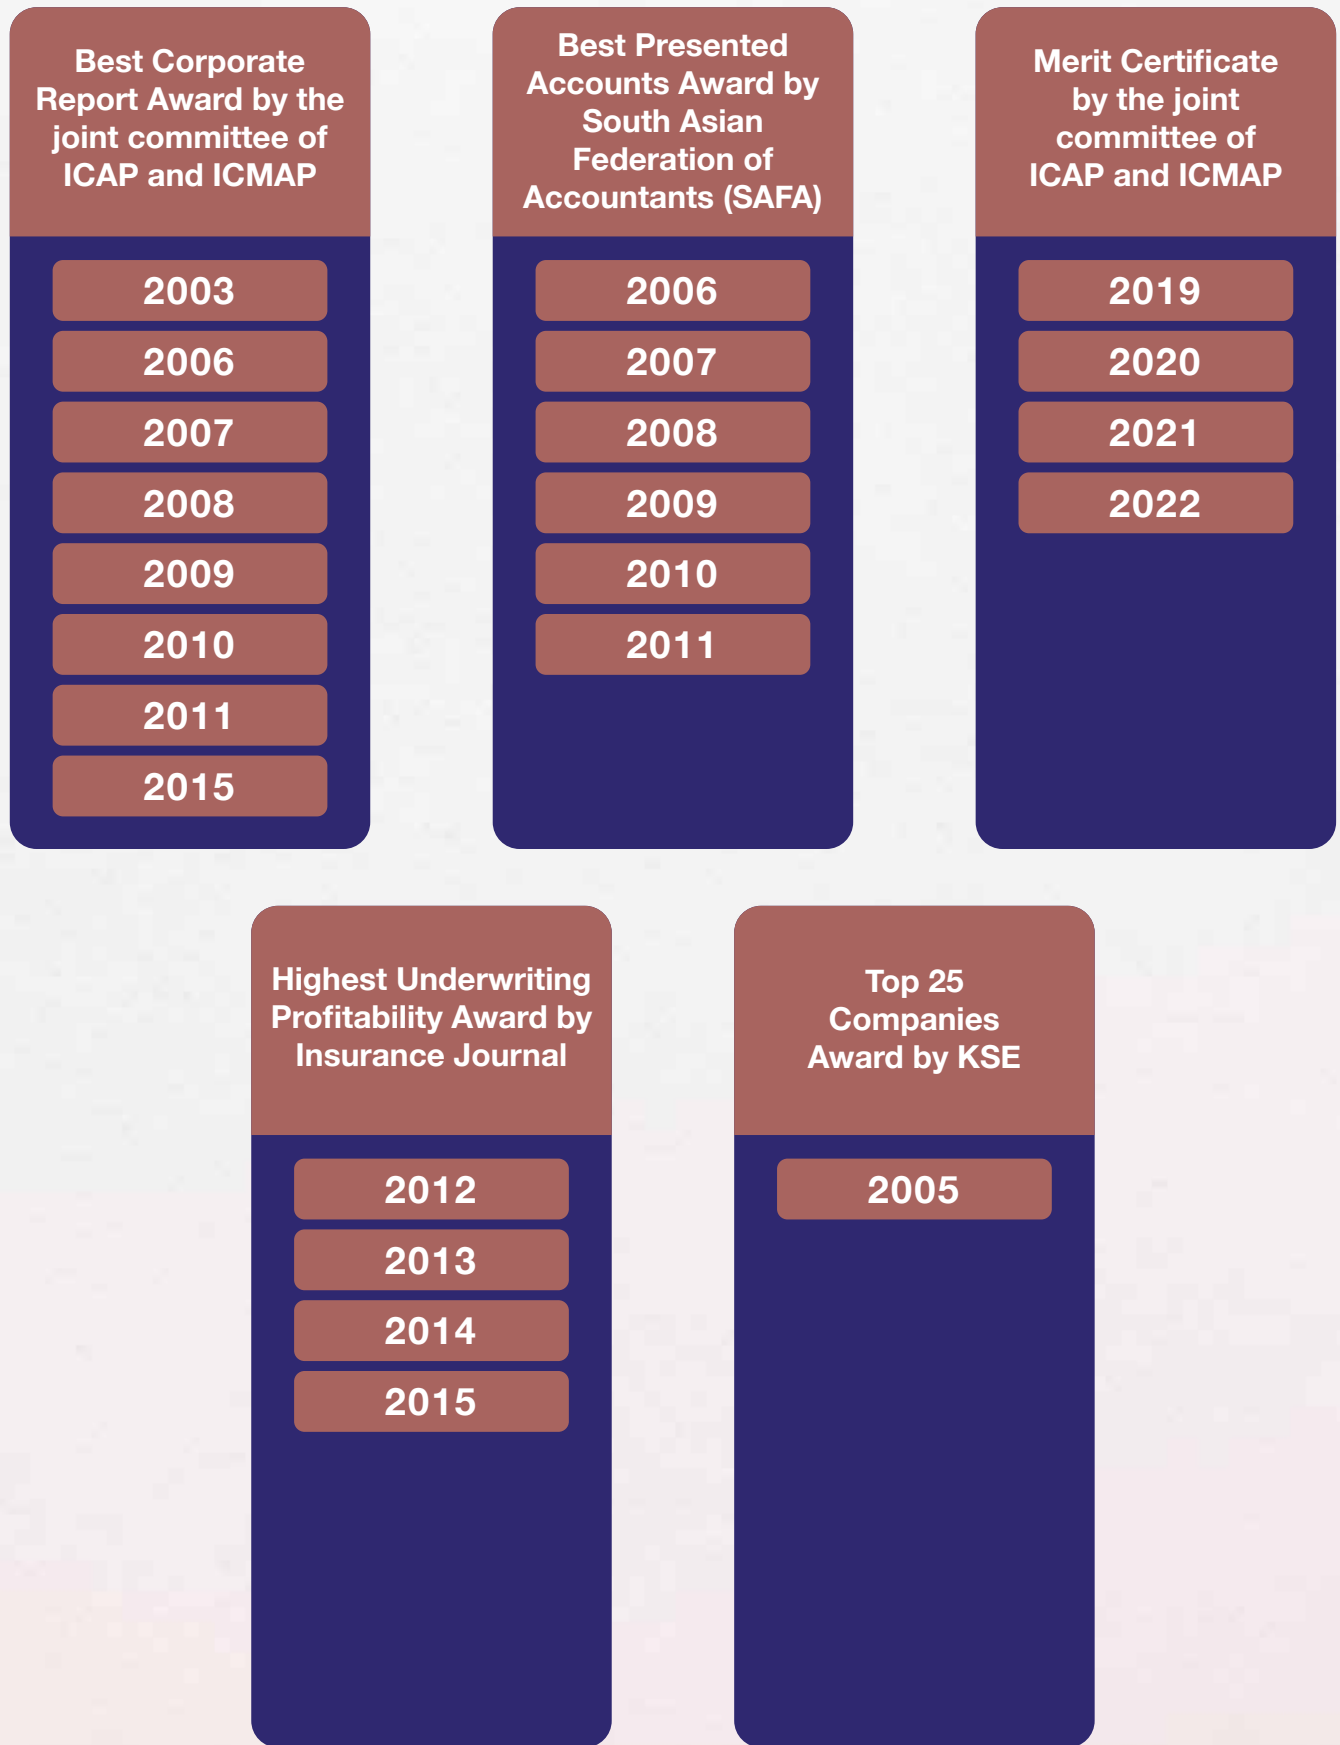 Best Corporate
Report Award by the
joint committee of
ICAP and ICMAP
2003
2006
2007
2008
2009
2010
2011
2015
Best Presented
Accounts Award by
South Asian
Federation of
Accountants (SAFA)
2006
2007
2008
2009
2010
2011
Merit Certificate
by the joint
committee of
ICAP and ICMAP
2019
2020
2021
2022
Highest Underwriting
Profitability Award by
Insurance Journal
2012
2013
2014
2015
Top 25
Companies
Award by KSE
2005